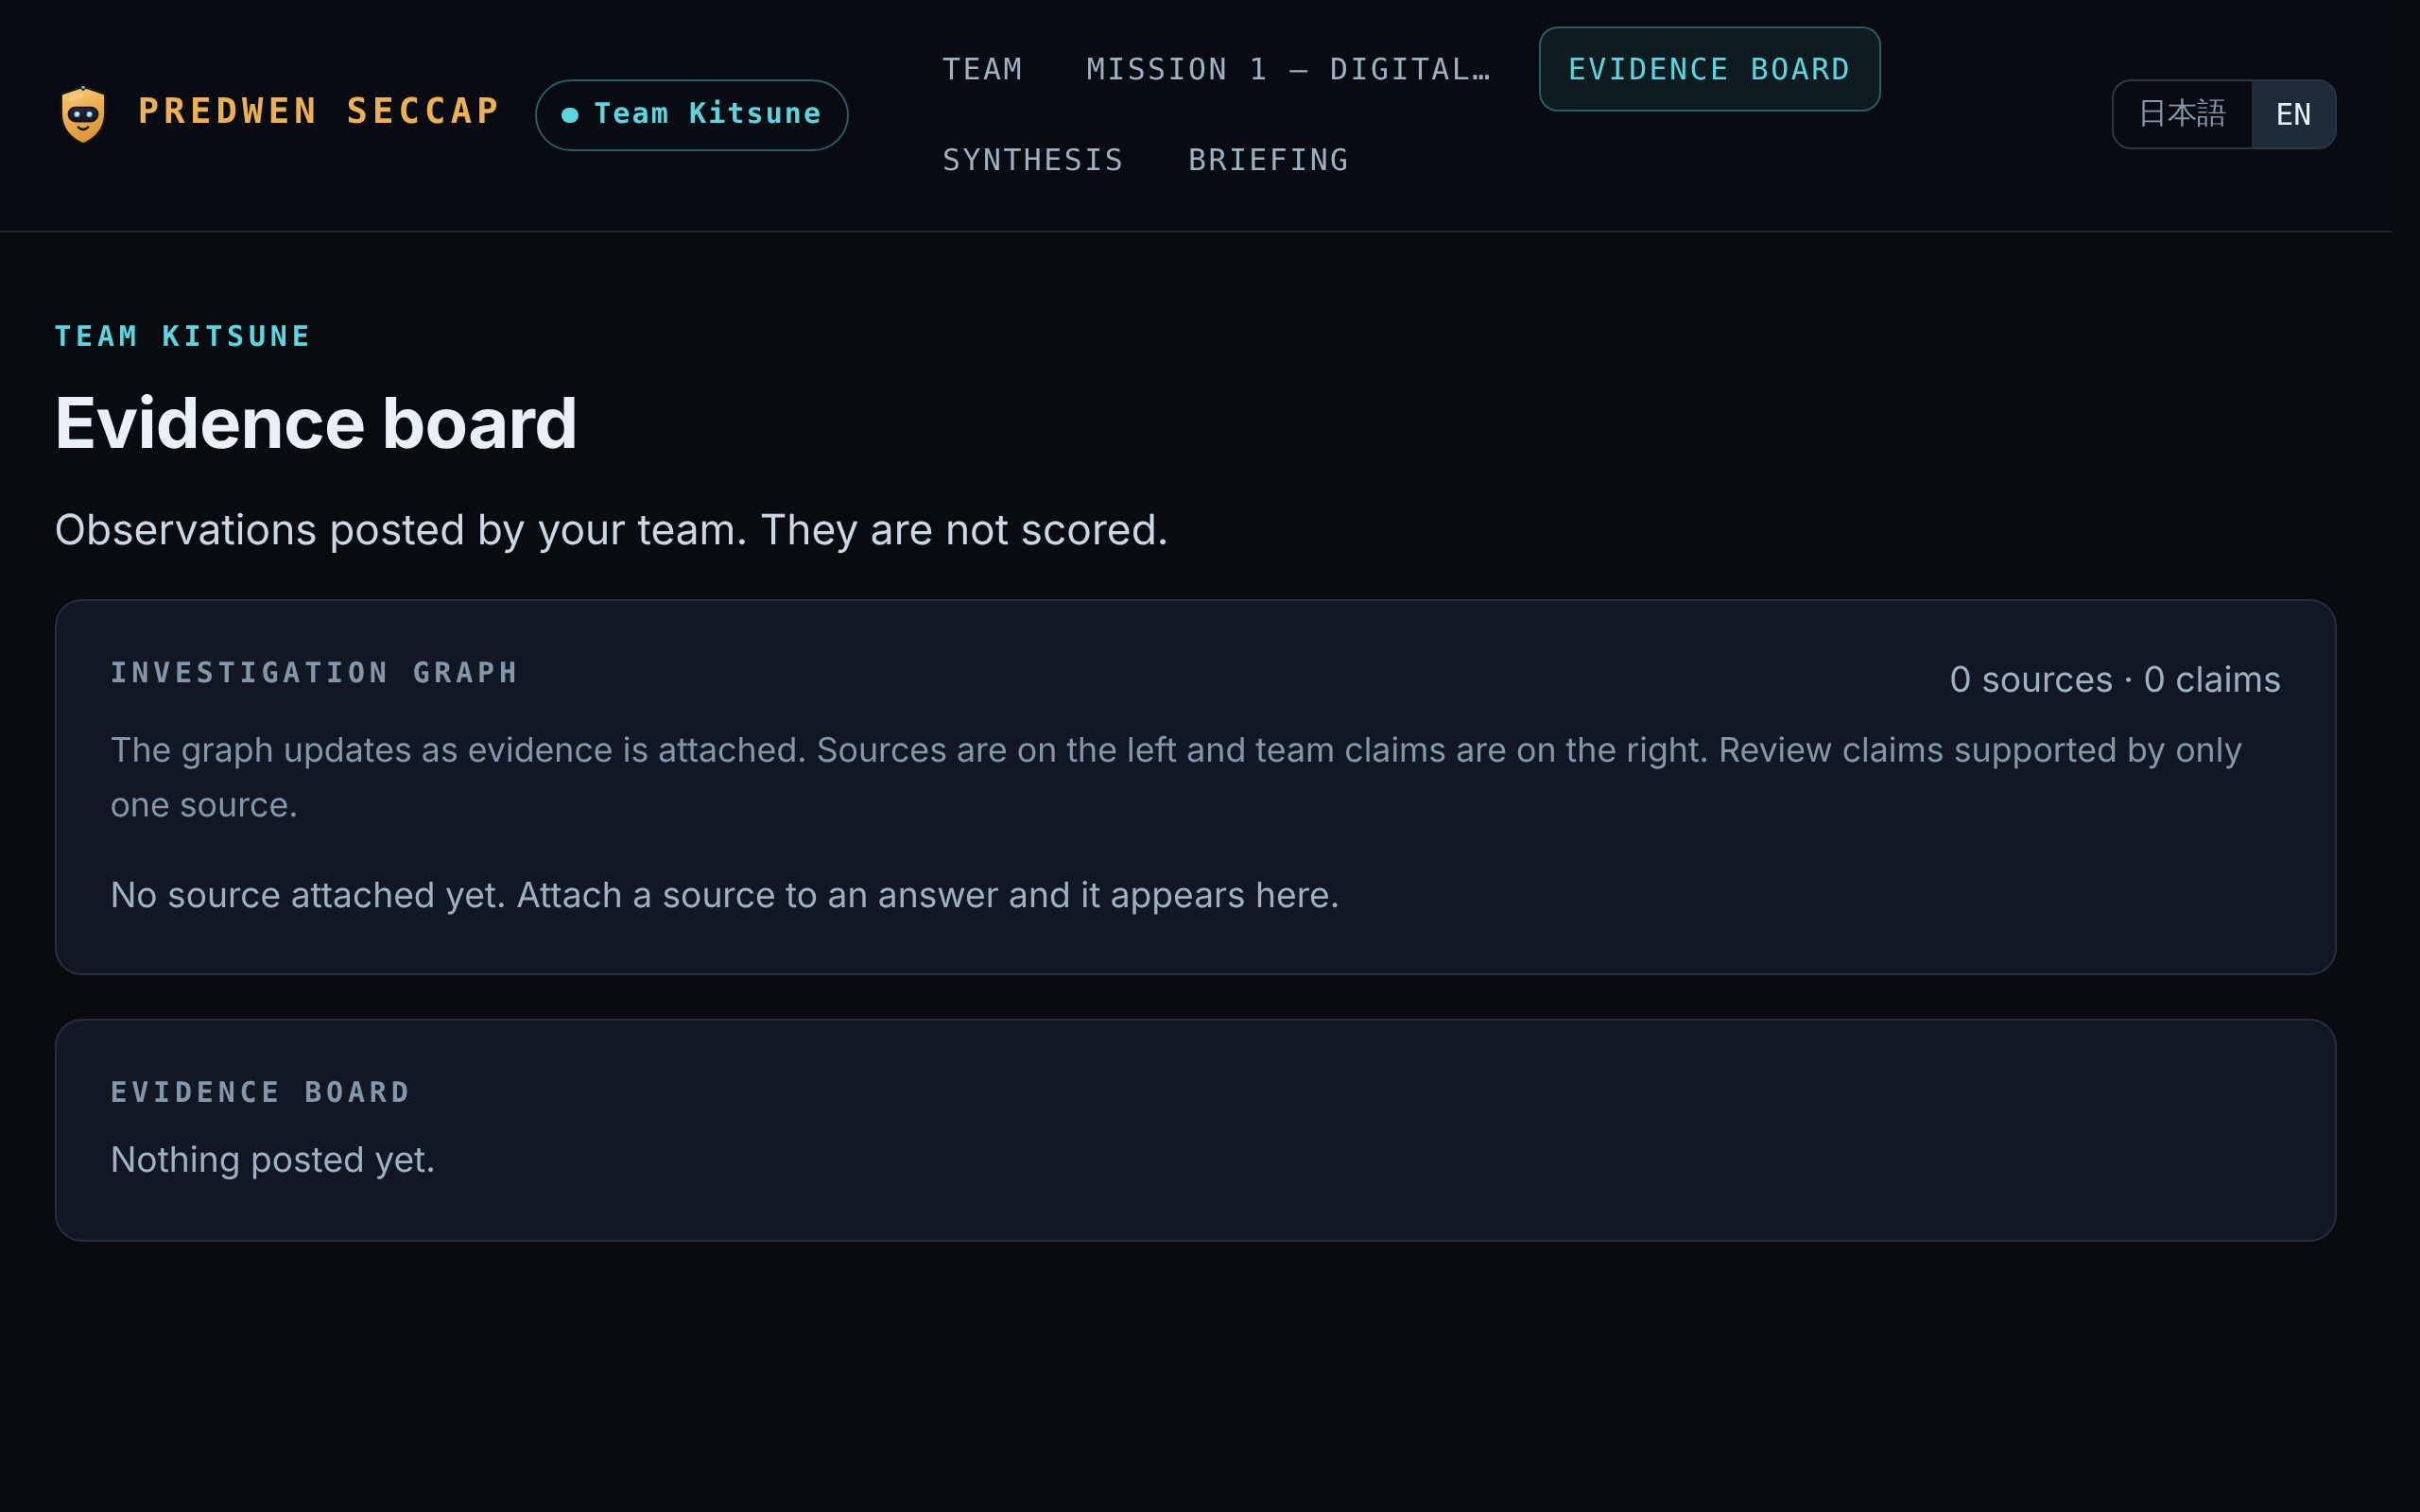 PREDWEN SECCAP
Team Kitsune
TEAM
MISSION 1 — DIGITAL…
EVIDENCE BOARD
SYNTHESIS
BRIEFING
日本語
EN
TEAM KITSUNE
Evidence board
Observations posted by your team. They are not scored.
INVESTIGATION GRAPH
0 sources · 0 claims
The graph updates as evidence is attached. Sources are on the left and team claims are on the right. Review claims supported by only
one source.
No source attached yet. Attach a source to an answer and it appears here.
EVIDENCE BOARD
Nothing posted yet.